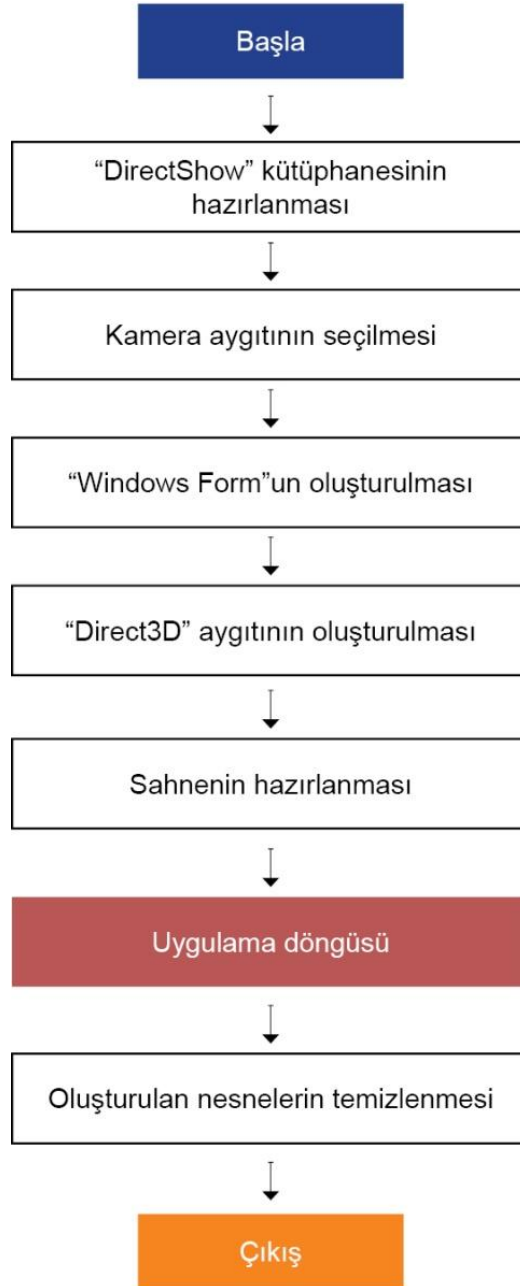 Başla
“DirectShow” kütüphanesinin
hazırlanması
Kamera aygıtının seçilmesi
“Windows Form”un oluşturulması
“Direct3D” aygıtının oluşturulması
Sahnenin hazırlanması
Uygulama döngüsü
Oluşturulan nesnelerin temizlenmesi
Çıkış